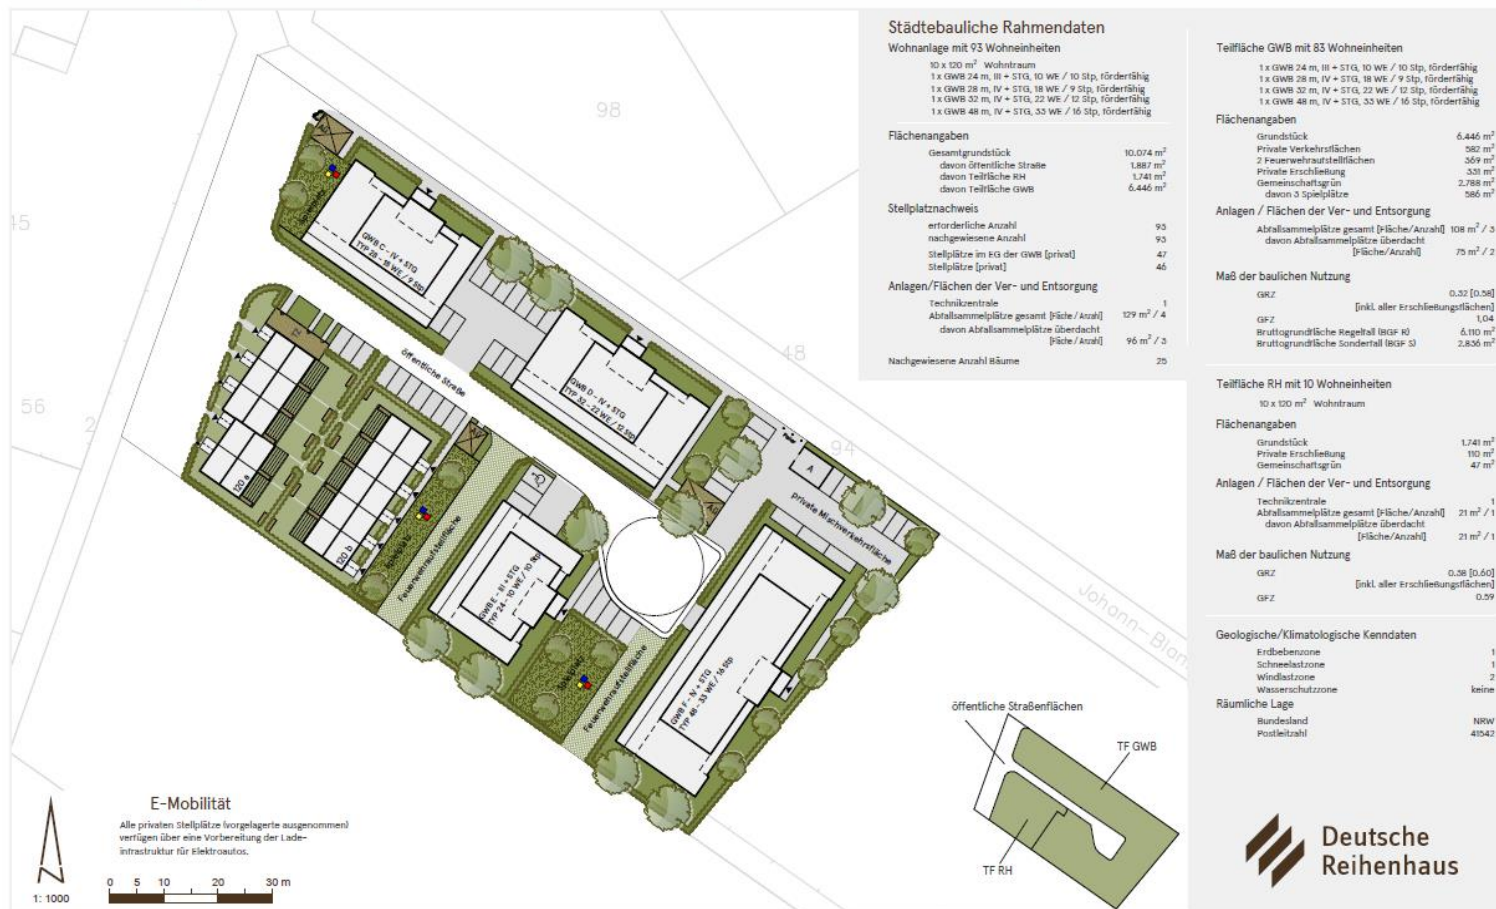 Städtebauliche Rahmendaten
Wohnanlage mit 93 Wohneinheiten
10 x 120 m² Wohntraum
1 x GWB 24 m, III + STG, 10 WE / 10 Stp, förderfähig
1 x GWB 28 m, IV + STG, 18 WE / 9 Stp, förderfähig
1 x GWB 32 m, IV + STG, 22 WE / 12 Stp, förderfähig
1 x GWB 48 m, IV + STG, 33 WE / 16 Stp, förderfähig
Flächenangaben
Gesamtgrundstück 10.074 m²
davon öffentliche Straße 1.887 m²
davon Teilfläche RH 1.741 m²
davon Teilfläche GWB 6.446 m²
Stellplatznachweis
erforderliche Anzahl 93
nachgewiesene Anzahl 93
Stellplätze im EG der GWB [privat] 47
Stellplätze [privat] 46
Anlagen/Flächen der Ver- und Entsorgung
Technikzentrale 1
Abfallsammelplätze gesamt [Fläche/Anzahl] 129 m² / 4
davon Abfallsammelplätze überdacht
[Fläche/Anzahl] 96 m² / 3
Nachgewiesene Anzahl Bäume 25
Teilfläche GWB mit 83 Wohneinheiten
1 x GWB 24 m, III + STG, 10 WE / 10 Stp, förderfähig
1 x GWB 28 m, IV + STG, 18 WE / 9 Stp, förderfähig
1 x GWB 32 m, IV + STG, 22 WE / 12 Stp, förderfähig
1 x GWB 48 m, IV + STG, 33 WE / 16 Stp, förderfähig
Flächenangaben
Grundstück 6.446 m²
Private Verkehrsflächen 582 m²
2 Feuerwehraufstellflächen 369 m²
Private Erschließung 331 m²
Gemeinschaftsgrün 2.788 m²
davon 3 Spielplätze 586 m²
Anlagen / Flächen der Ver- und Entsorgung
Abfallsammelplätze gesamt [Fläche/Anzahl] 108 m² / 3
davon Abfallsammelplätze überdacht
[Fläche/Anzahl] 75 m² / 2
Maß der baulichen Nutzung
GRZ 0.32 [0.58]
[inkl. aller Erschließungsflächen]
GFZ 1,04
Bruttogrundfläche Regelfall (BGF R) 6.110 m²
Bruttogrundfläche Sonderfall (BGF S) 2.836 m²
Teilfläche RH mit 10 Wohneinheiten
10 x 120 m² Wohntraum
Flächenangaben
Grundstück 1.741 m²
Private Erschließung 110 m²
Gemeinschaftsgrün 47 m²
Anlagen / Flächen der Ver- und Entsorgung
Technikzentrale 1
Abfallsammelplätze gesamt [Fläche/Anzahl] 21 m² / 1
davon Abfallsammelplätze überdacht
[Fläche/Anzahl] 21 m² / 1
Maß der baulichen Nutzung
GRZ 0.38 [0.60]
[inkl. aller Erschließungsflächen]
GFZ 0.59
Geologische/Klimatologische Kenndaten
Erdbebenzone 1
Schneelastzone 1
Windlastzone 2
Wasserschutzzone keine
Räumliche Lage
Bundesland NRW
Postleitzahl 41542
98
45
56
2
48
94
Johann-Blan
Spielplatz
GWB C - IV + STG
TYP 28 - 18 WE / 9 Stp
TZ
öffentliche Straße
GWB D - IV + STG
TYP 32 - 22 WE / 12 Stp
A
private Mischverkehrsfläche
120 a
120 b
Spielplatz
Feuerwehraufstellfläche
GWB E - III + STG
TYP 24 - 10 WE / 10 Stp
Spielplatz
Feuerwehraufstellfläche
GWB F - IV + STG
TYP 48 - 33 WE / 16 Stp
öffentliche Straßenflächen
TF GWB
TF RH
E-Mobilität
Alle privaten Stellplätze (vorgelagerte ausgenommen)
verfügen über eine Vorbereitung der Lade-
infrastruktur für Elektroautos.
N
0 5 10 20 30 m
1: 1000
Deutsche
Reihenhaus